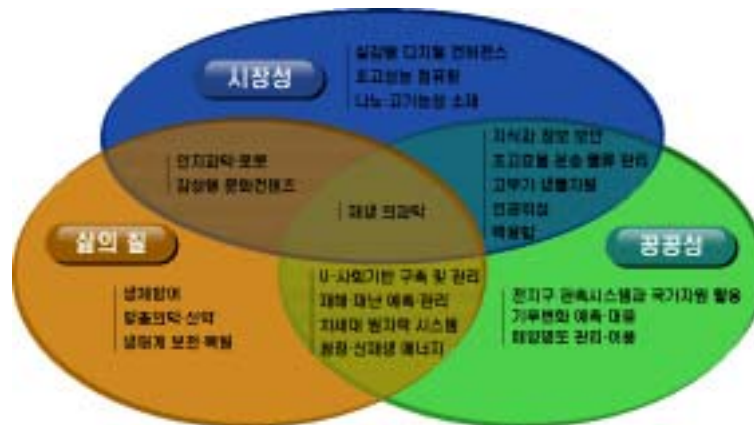 시장성
실감형 디지털 컨버전스
초고성능 컴퓨팅
나노·고기능성 소재
인지과학·로봇
감성형 문화컨텐츠
지식과 정보 보안
초고효율 운송 물류 관리
고부가 생물자원
인공위성
핵융합
재생 의과학
삶의 질
생체방어
맞춤의약·신약
생태계 보전·복원
U-사회기반 구축 및 관리
재해·재난 예측·관리
차세대 원자력 시스템
청정·신재생 에너지
공공성
전지구 관측시스템과 국가자원 활용
기후변화 예측·대응
해양영토 관리·이용